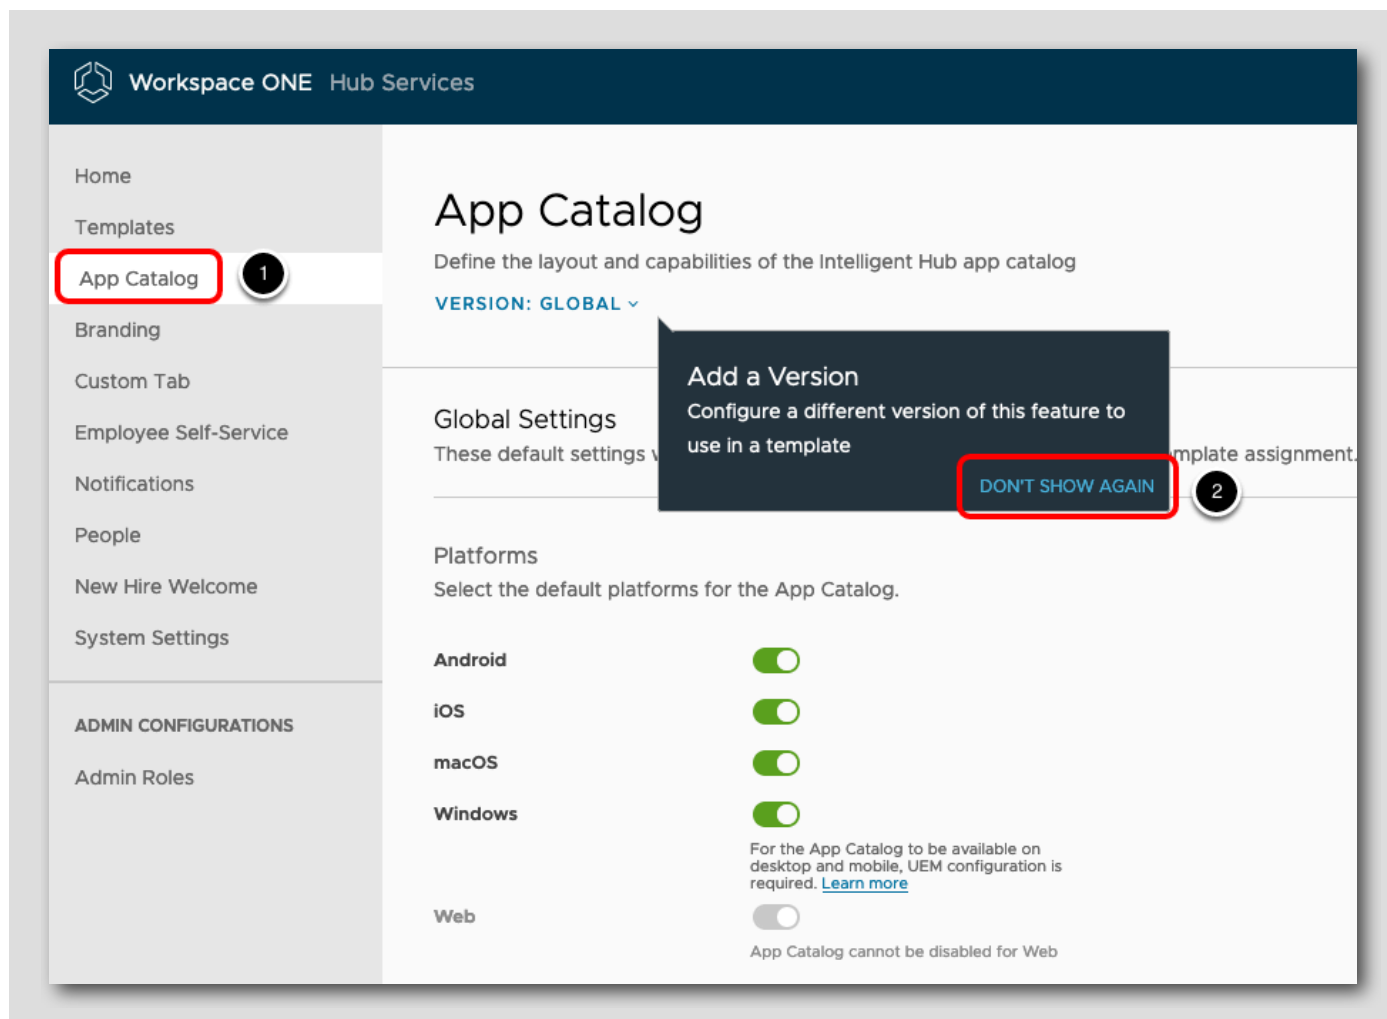 Workspace ONE Hub Services
Home
Templates
App Catalog
1
Branding
Custom Tab
Employee Self-Service
Notifications
People
New Hire Welcome
System Settings
ADMIN CONFIGURATIONS
Admin Roles
App Catalog
Define the layout and capabilities of the Intelligent Hub app catalog
VERSION: GLOBAL
Add a Version
Configure a different version of this feature to
use in a template
DON'T SHOW AGAIN
2
Global Settings
These default settings assignment.
Platforms
Select the default platforms for the App Catalog.
Android
iOS
macOS
Windows
For the App Catalog to be available on
desktop and mobile, UEM configuration is
required. Learn more
Web
App Catalog cannot be disabled for Web